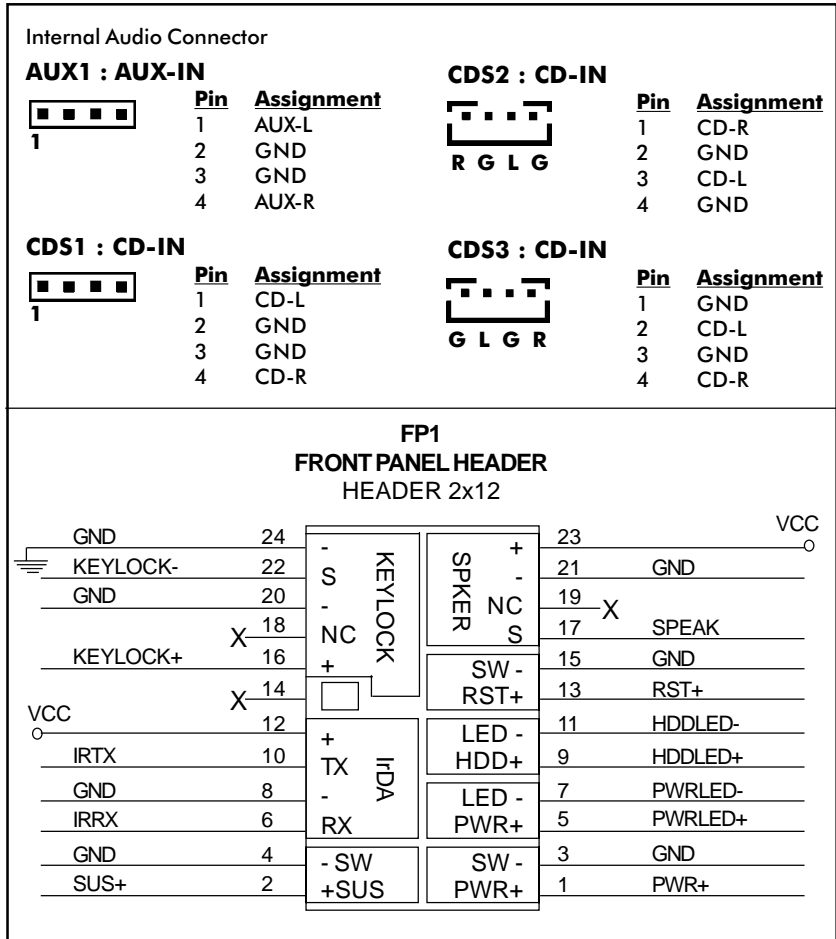 Internal Audio Connector
AUX1 : AUX-IN
Pin Assignment
1 AUX-L
2 GND
3 GND
4 AUX-R
1
CDS2 : CD-IN
Pin Assignment
1 CD-R
2 GND
3 CD-L
4 GND
R G L G
CDS1 : CD-IN
Pin Assignment
1 CD-L
2 GND
3 GND
4 CD-R
1
CDS3 : CD-IN
Pin Assignment
1 GND
2 CD-L
3 GND
4 CD-R
G L G R
FP1
FRONT PANEL HEADER
HEADER 2x12
GND 24 -
KEYLOCK- 22 S
GND 20 -
X 18 NC
KEYLOCK+ 16 +
KEYLOCK
X 14
VCC
12 +
IRTX 10 TX
GND 8 -
IRRX 6 RX
IrDA
GND 4 - SW
SUS+ 2 +SUS
VCC
+ 23
- 21 GND
NC 19 X
S 17 SPEAK
SPKER
SW - 15 GND
RST+ 13 RST+
LED - 11 HDDLED-
HDD+ 9 HDDLED+
LED - 7 PWRLED-
PWR+ 5 PWRLED+
SW - 3 GND
PWR+ 1 PWR+